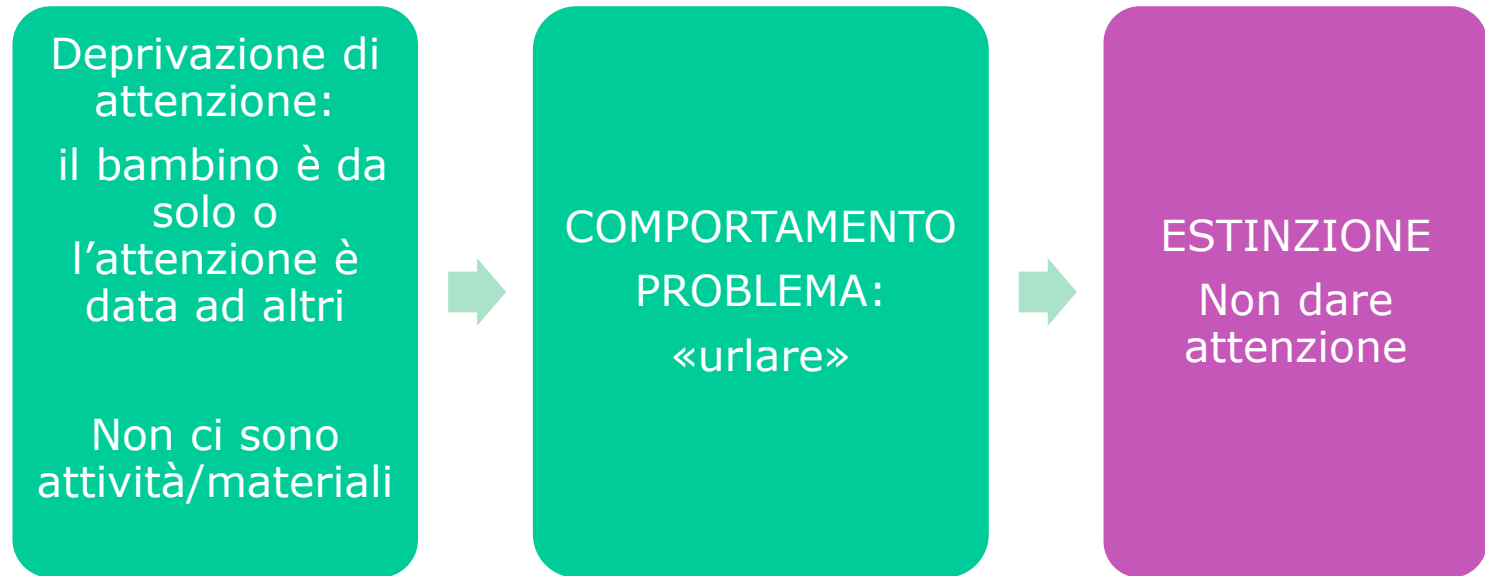 Deprivazione di
attenzione:
il bambino è da
solo o
l’attenzione è
data ad altri
Non ci sono
attività/materiali
COMPORTAMENTO
PROBLEMA:
«urlare»
ESTINZIONE
Non dare
attenzione